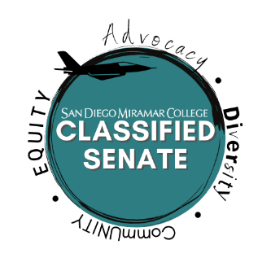 Advocacy
SAN DIEGO MIRAMAR COLLEGE
CLASSIFIED
SENATE
• Diversity •
CommUNITY
• EQUITY